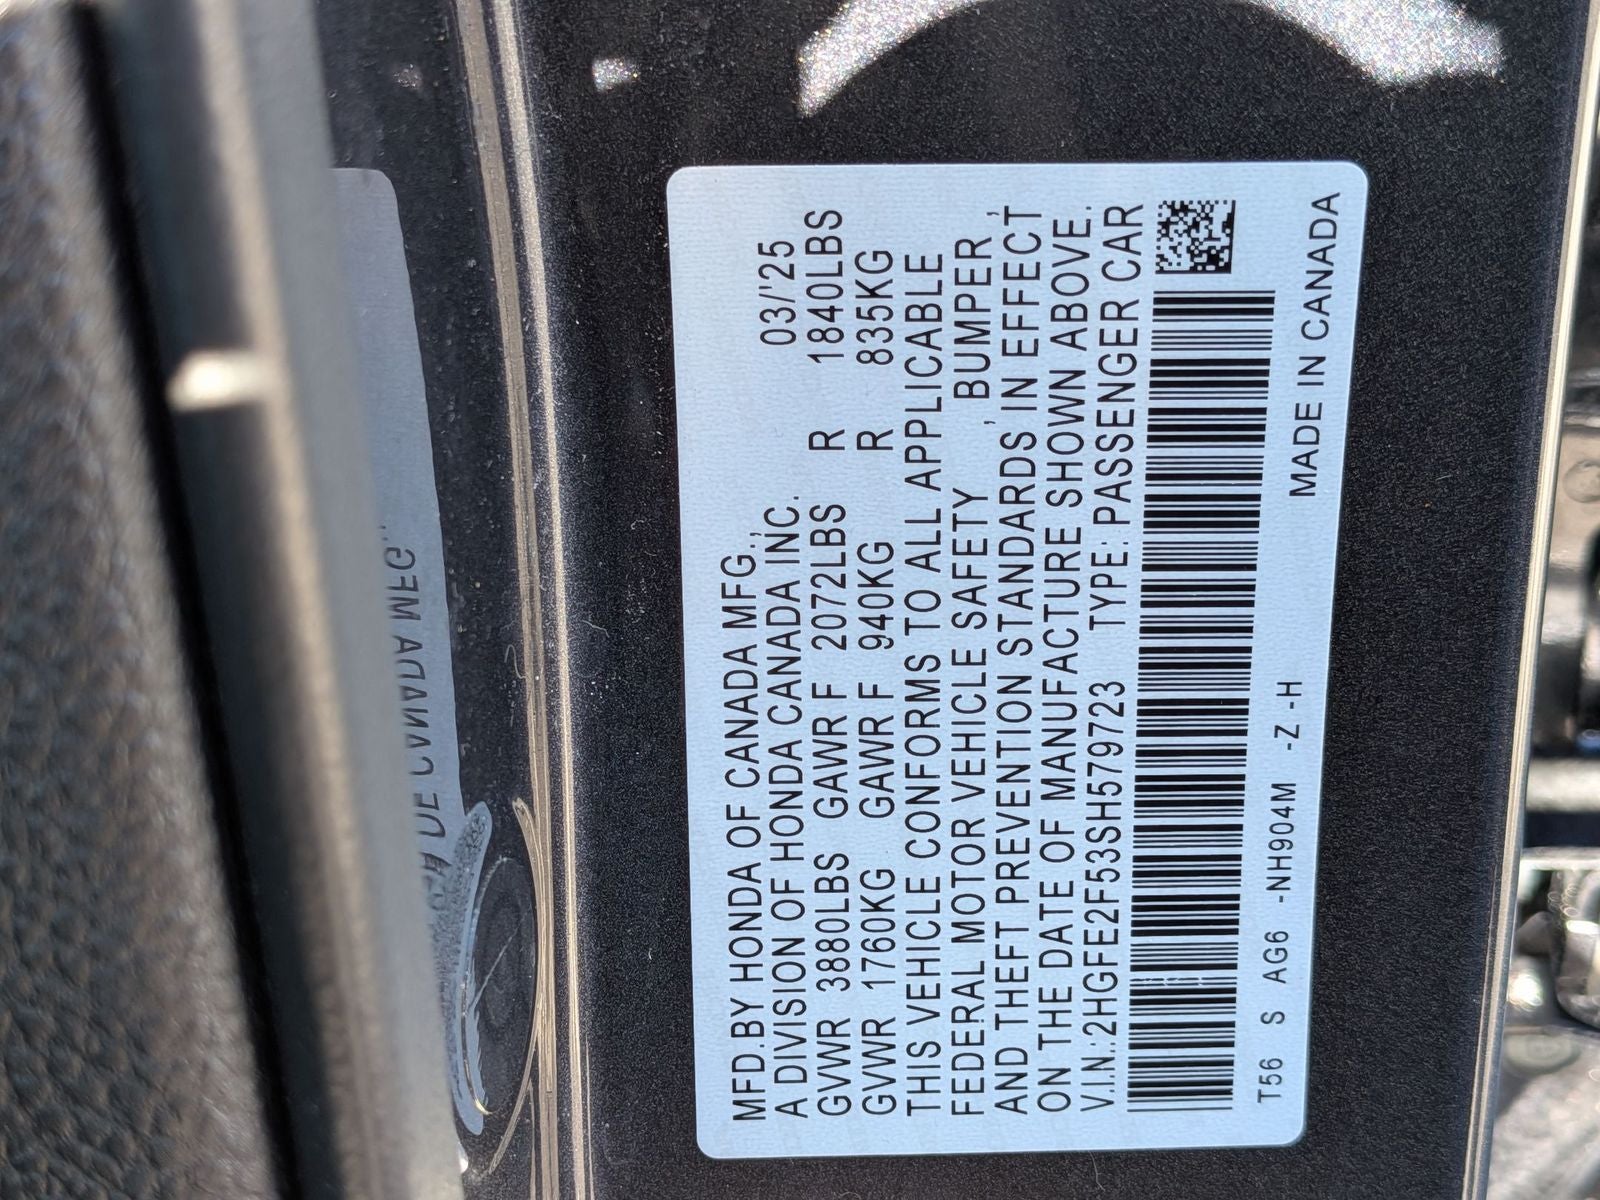 MFD.BY HONDA OF CANADA MFG.,
A DIVISION OF HONDA CANADA INC. 03/'25
GVWR 3880LBS GAWR F 2072LBS R 1840LBS
GVWR 1760KG GAWR F 940KG R 835KG
THIS VEHICLE CONFORMS TO ALL APPLICABLE
FEDERAL MOTOR VEHICLE SAFETY , BUMPER ,
AND THEFT PREVENTION STANDARDS IN EFFECT
ON THE DATE OF MANUFACTURE SHOWN ABOVE.
V.I.N.:2HGFE2F53SH579723 TYPE:PASSENGER CAR
T56 S AG6 -NH904M -Z -H MADE IN CANADA